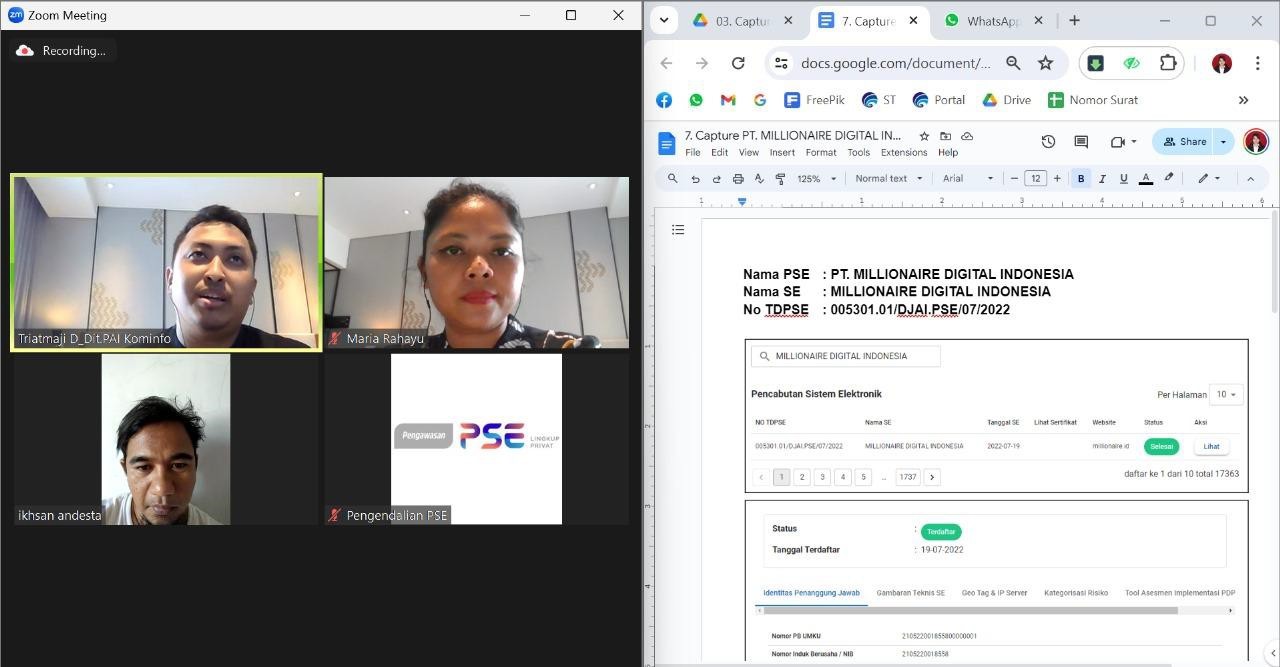 Zoom Meeting
Recording...
Triatmaji D_Dit.PAI Kominfo
Maria Rahayu
ikhsan andesta
Pengawasan PSE LINGKUP PRIVAT
Pengendalian PSE
03. Captu
7. Capture
WhatsApp
docs.google.com/document/...
FreePik
ST
Portal
Drive
Nomor Surat
7. Capture PT. MILLIONAIRE DIGITAL IN...
File Edit View Insert Format Tools Extensions Help
Share
125% Normal text Arial 12 B I U A
Nama PSE : PT. MILLIONAIRE DIGITAL INDONESIA
Nama SE : MILLIONAIRE DIGITAL INDONESIA
No TDPSE : 005301.01/DJAI.PSE/07/2022
MILLIONAIRE DIGITAL INDONESIA
Pencabutan Sistem Elektronik
Per Halaman 10
NO TDPSE Nama SE Tanggal SE Lihat Sertifikat Website Status Aksi
005301.01/DJAI.PSE/07/2022 MILLIONAIRE DIGITAL INDONESIA 2022-07-19 millionaire.id Selesai Lihat
1 2 3 4 5 ... 1737
daftar ke 1 dari 10 total 17363
Status : Terdaftar
Tanggal Terdaftar : 19-07-2022
Identitas Penanggung Jawab Gambaran Teknis SE Geo Tag & IP Server Kategorisasi Risiko Tool Asesmen Implementasi PDP
Nomor PB UMKU 210522001855800000001
Nomor Induk Berusaha / NIB 2105220018558